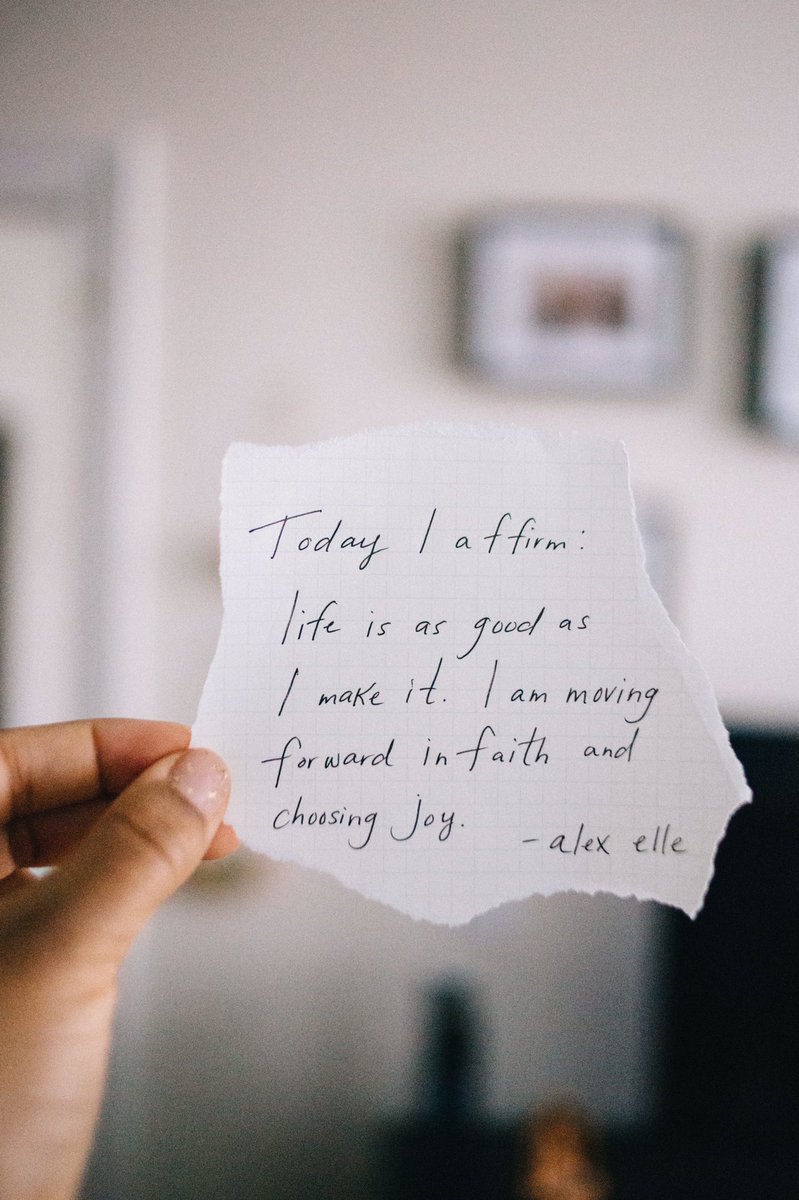 Today I affirm:
life is as good as
I make it. I am moving
forward in faith and
choosing joy.
- alex elle